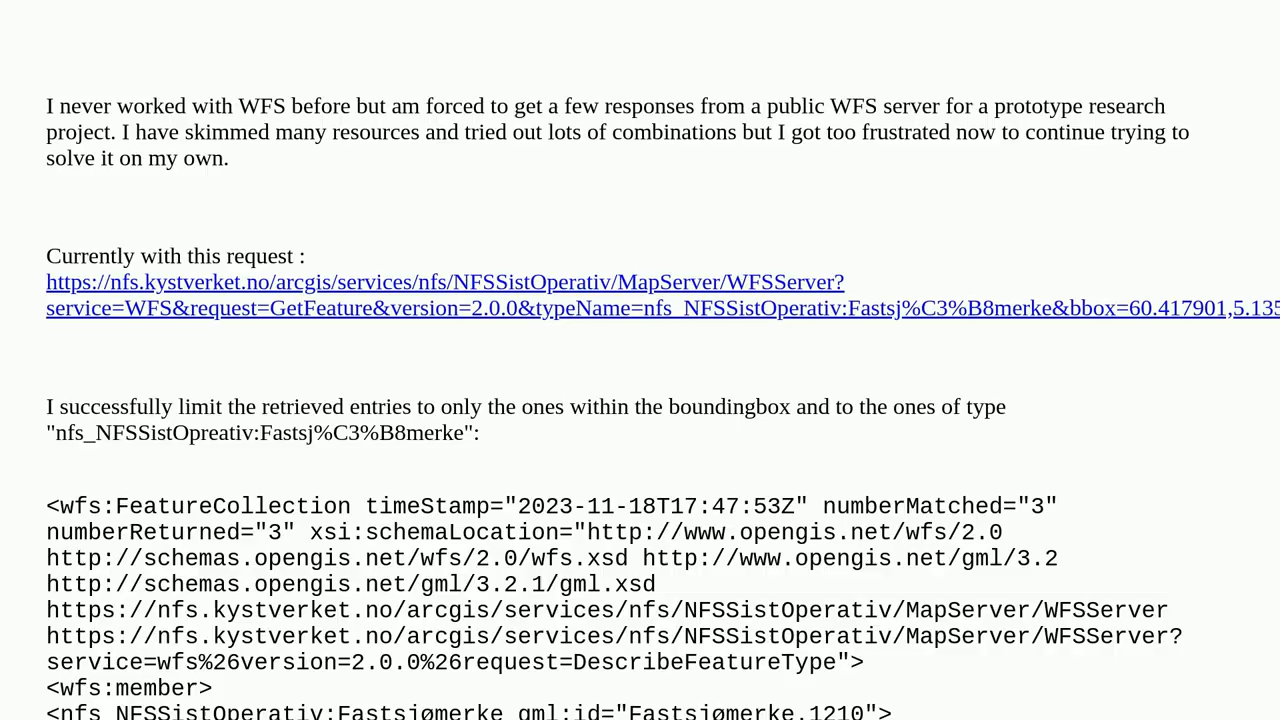 I never worked with WFS before but am forced to get a few responses from a public WFS server for a prototype research
project. I have skimmed many resources and tried out lots of combinations but I got too frustrated now to continue trying to
solve it on my own.
Currently with this request :
https://nfs.kystverket.no/arcgis/services/nfs/NFSSistOperativ/MapServer/WFSServer?
service=WFS&request=GetFeature&version=2.0.0&typeName=nfs_NFSSistOperativ:Fastsj%C3%B8merke&bbox=60.417901,5.135
I successfully limit the retrieved entries to only the ones within the boundingbox and to the ones of type
"nfs_NFSSistOpreativ:Fastsj%C3%B8merke":
<wfs:FeatureCollection timeStamp="2023-11-18T17:47:53Z" numberMatched="3"
numberReturned="3" xsi:schemaLocation="http://www.opengis.net/wfs/2.0
http://schemas.opengis.net/wfs/2.0/wfs.xsd http://www.opengis.net/gml/3.2
http://schemas.opengis.net/gml/3.2.1/gml.xsd
https://nfs.kystverket.no/arcgis/services/nfs/NFSSistOperativ/MapServer/WFSServer
https://nfs.kystverket.no/arcgis/services/nfs/NFSSistOperativ/MapServer/WFSServer?
service=wfs%26version=2.0.0%26request=DescribeFeatureType">
<wfs:member>
<nfs_NFSSistOperativ:Fastsjømerke gml:id="Fastsjømerke.1210">